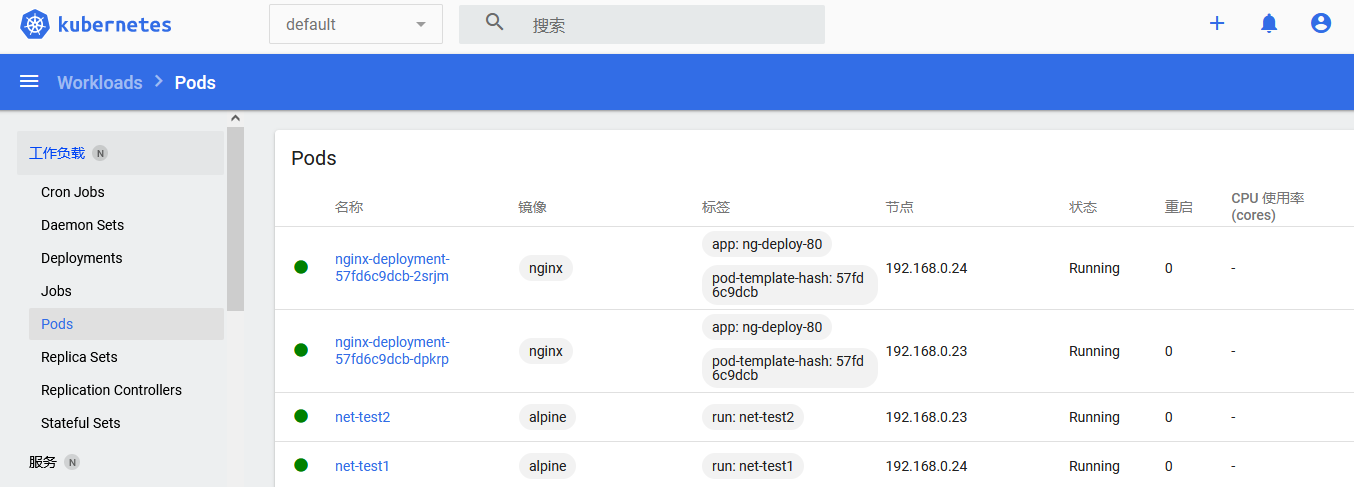 kubernetes
default
搜索
Workloads
Pods
工作负载 N
Cron Jobs
Daemon Sets
Deployments
Jobs
Pods
Replica Sets
Replication Controllers
Stateful Sets
服务 N
Pods
名称 镜像 标签 节点 状态 重启 CPU 使用率
(cores)
nginx-deployment-
57fd6c9dcb-2srjm
nginx
app: ng-deploy-80
pod-template-hash: 57fd
6c9dcb
192.168.0.24
Running
0
-
nginx-deployment-
57fd6c9dcb-dpkrp
nginx
app: ng-deploy-80
pod-template-hash: 57fd
6c9dcb
192.168.0.23
Running
0
-
net-test2 alpine run: net-test2 192.168.0.23 Running 0 -
net-test1 alpine run: net-test1 192.168.0.24 Running 0 -